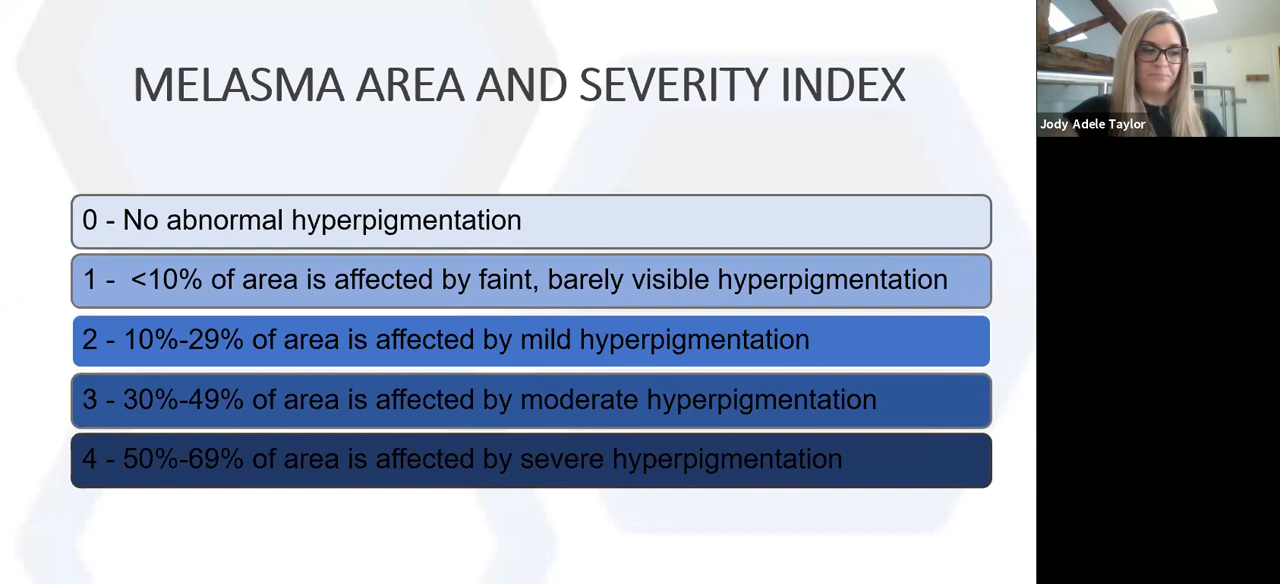 MELASMA AREA AND SEVERITY INDEX
0 - No abnormal hyperpigmentation
1 -  <10% of area is affected by faint, barely visible hyperpigmentation
2 - 10%-29% of area is affected by mild hyperpigmentation
3 - 30%-49% of area is affected by moderate hyperpigmentation
4 - 50%-69% of area is affected by severe hyperpigmentation
Jody Adele Taylor